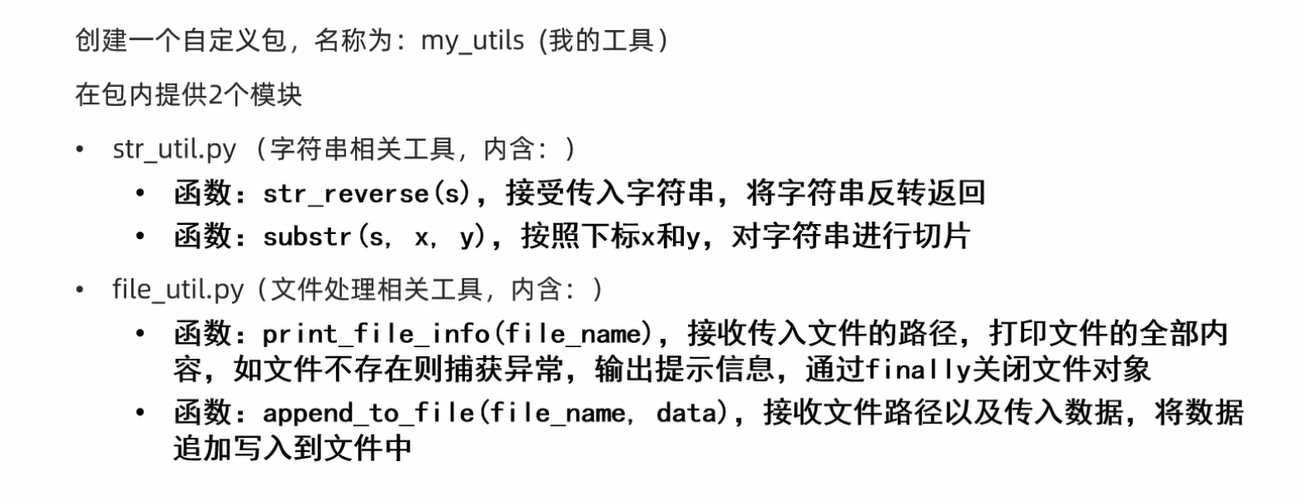 创建一个自定义包，名称为：my_utils（我的工具）
在包内提供2个模块
• str_util.py（字符串相关工具，内含：）
• 函数：str_reverse(s)，接受传入字符串，将字符串反转返回
• 函数：substr(s, x, y)，按照下标x和y，对字符串进行切片
• file_util.py（文件处理相关工具，内含：）
• 函数：print_file_info(file_name)，接收传入文件的路径，打印文件的全部内
容，如文件不存在则捕获异常，输出提示信息，通过finally关闭文件对象
• 函数：append_to_file(file_name, data)，接收文件路径以及传入数据，将数据
追加写入到文件中